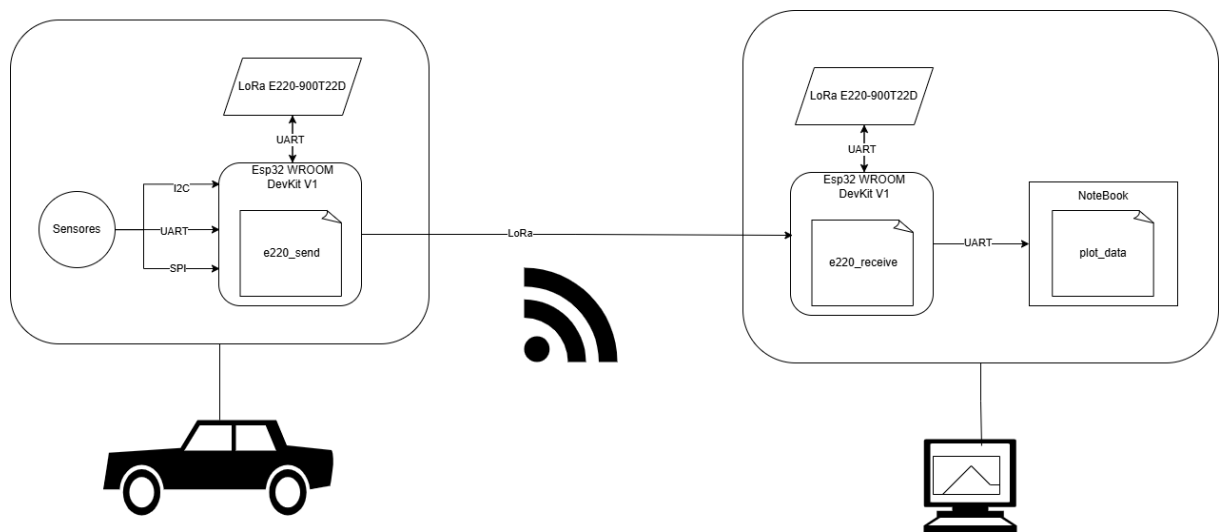 LoRa E220-900T22D
UART
Esp32 WROOM
DevKit V1
Sensores
I2C
UART
SPI
e220_send
LoRa
LoRa E220-900T22D
UART
Esp32 WROOM
DevKit V1
e220_receive
UART
NoteBook
plot_data